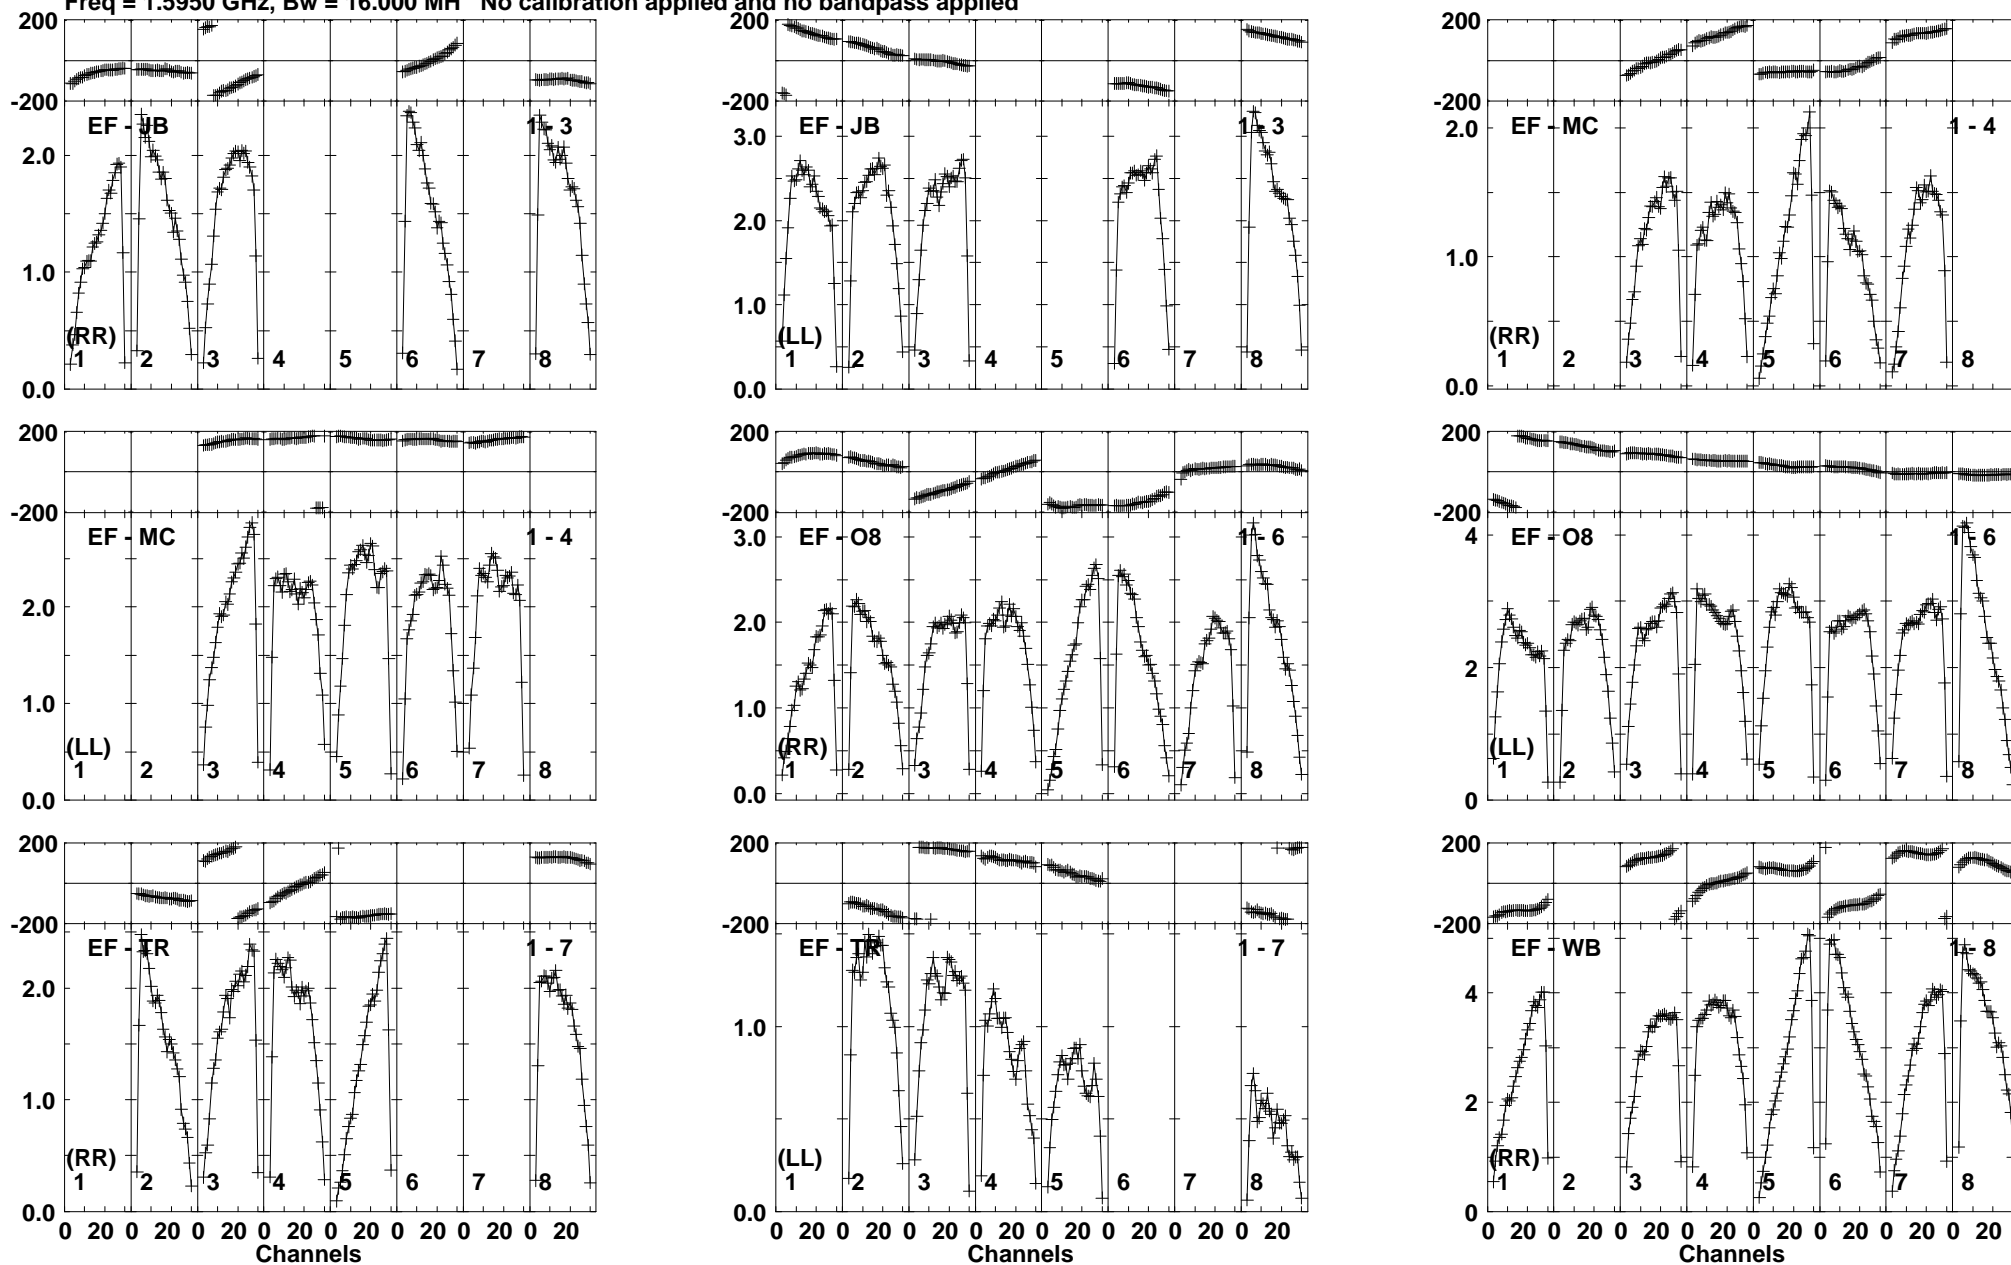 Freq = 1.5950 GHz, Bw = 16.000 MH No calibration applied and no bandpass applied
200 200 200
-200 -200 -200
EF - JB 1 - 3 EF - JB 1 - 3 EF - MC 1 - 4
2.0 3.0 2.0
1.0 2.0 1.0
1.0
(RR) (LL) (RR)
1 2 3 4 5 6 7 8 1 2 3 4 5 6 7 8 1 2 3 4 5 6 7 8
0.0 0.0 0.0
200 200 200
-200 -200 -200
EF - MC 1 - 4 EF - O8 1 - 6 EF - O8 1 - 6
2.0 3.0 4
1.0 2.0 2
1.0
(LL) (RR) (LL)
1 2 3 4 5 6 7 8 1 2 3 4 5 6 7 8 1 2 3 4 5 6 7 8
0.0 0.0 0
200 200 200
-200 -200 -200
EF - TR 1 - 7 EF - TR 1 - 7 EF - WB 1 - 8
2.0 1.0 4
1.0 2
(RR) (LL) (RR)
1 2 3 4 5 6 7 8 1 2 3 4 5 6 7 8 1 2 3 4 5 6 7 8
0.0 0.0 0
0 20 0 20 0 20 0 20 0 20 0 20 0 20 0 20 0 20 0 20 0 20 0 20 0 20 0 20 0 20 0 20 0 20 0 20 0 20 0 20 0 20 0 20 0 20 0 20
Channels Channels Channels